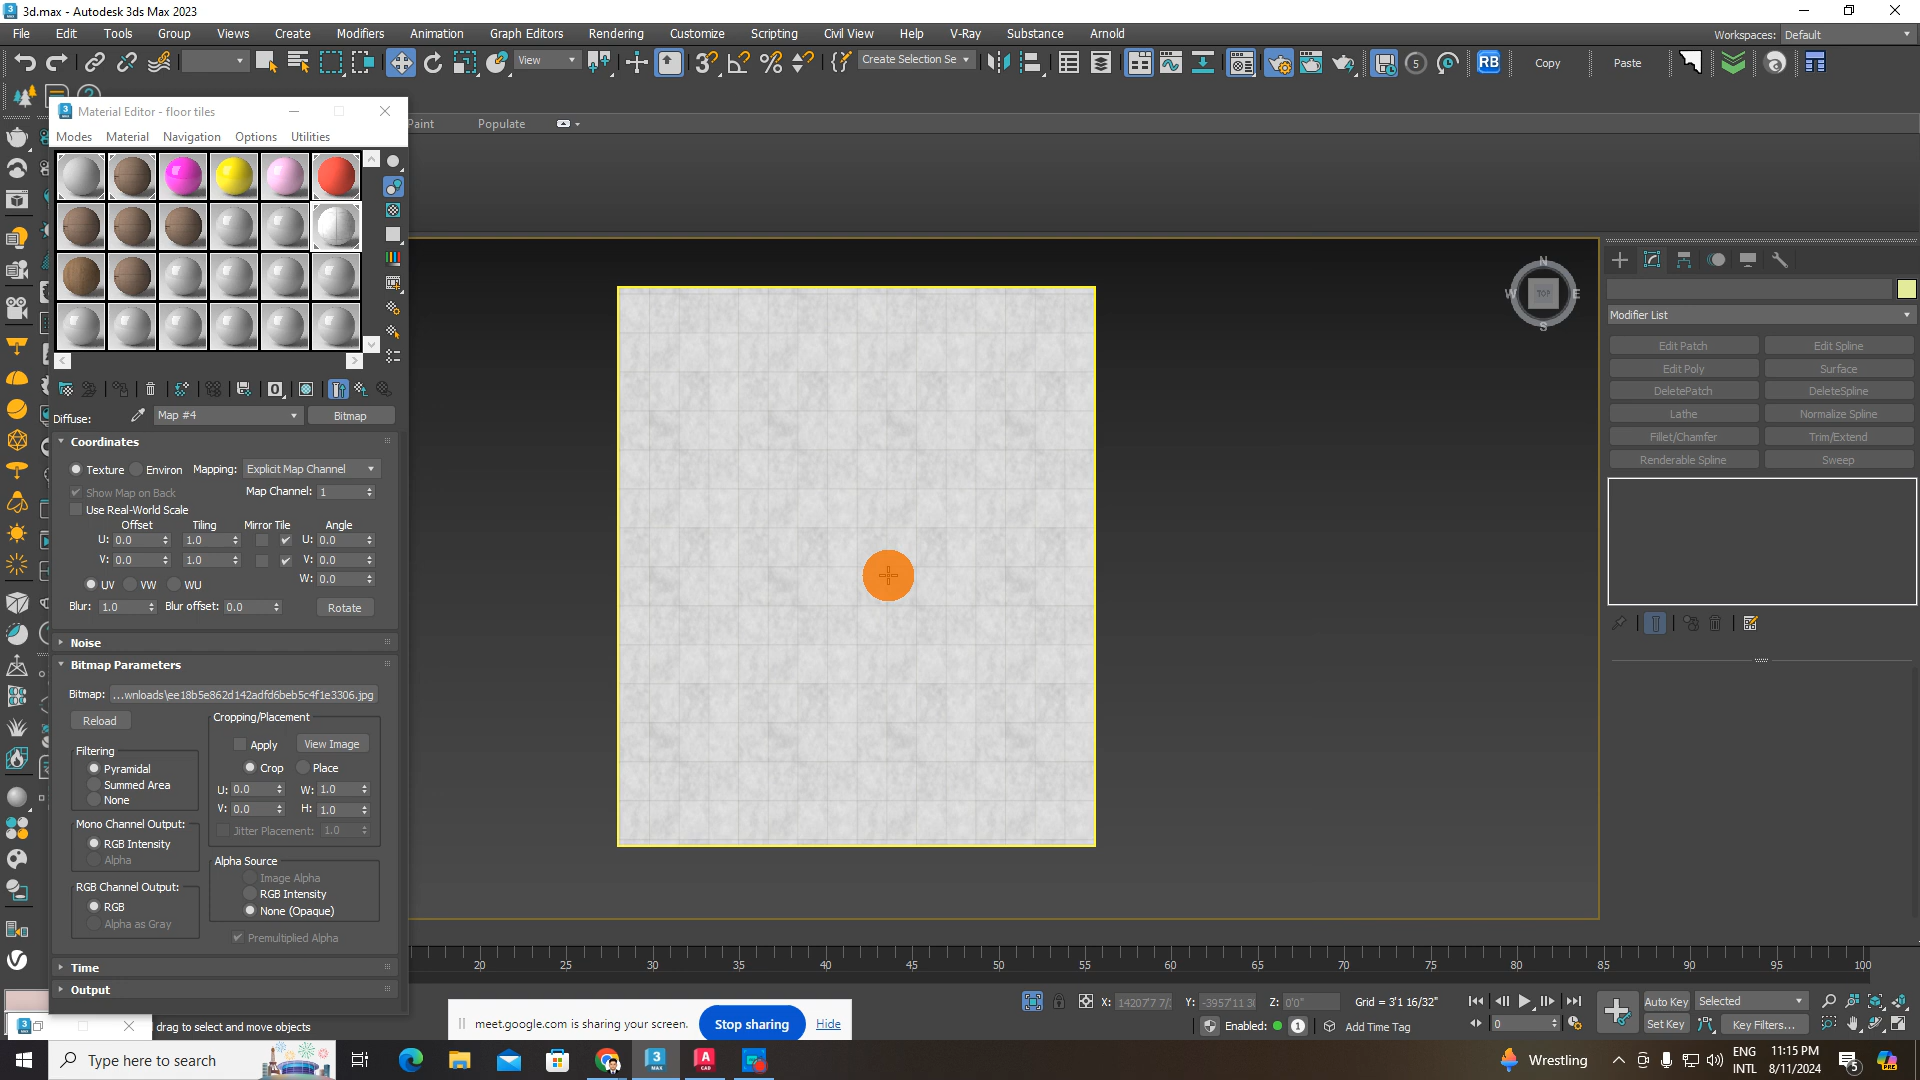 3d.max - Autodesk 3ds Max 2023
File Edit Tools Group Views Create Modifiers Animation Graph Editors Rendering Customize Scripting Civil View Help V-Ray Substance Arnold
Workspaces: Default
View
Create Selection Se
5
RB
Copy
Paste
Material Editor - floor tiles
Paint
Populate
Modes Material Navigation Options Utilities
N
W TOP E
S
Modifier List
Edit Patch Edit Spline
Edit Poly Surface
DeletePatch DeleteSpline
Lathe Normalize Spline
Fillet/Chamfer Trim/Extend
Renderable Spline Sweep
Diffuse: Map #4 Bitmap
Coordinates
Texture Environ Mapping: Explicit Map Channel
Show Map on Back Map Channel: 1
Use Real-World Scale
Offset Tiling Mirror Tile Angle
U: 0.0 1.0 U: 0.0
V: 0.0 1.0 V: 0.0
UV VW WU W: 0.0
Blur: 1.0 Blur offset: 0.0 Rotate
Noise
Bitmap Parameters
Bitmap: ...wnloads\ee18b5e862d142adfd6beb5c4f1e3306.jpg
Reload
Cropping/Placement
Apply View Image
Crop Place
U: 0.0 W: 1.0
V: 0.0 H: 1.0
Jitter Placement: 1.0
Filtering
Pyramidal
Summed Area
None
Mono Channel Output:
RGB Intensity
Alpha
RGB Channel Output:
RGB
Alpha as Gray
Alpha Source
Image Alpha
RGB Intensity
None (Opaque)
Premultiplied Alpha
Time
Output
20 25 30 35 40 45 50 55 60 65 70 75 80 85 90 95 100
drag to select and move objects
meet.google.com is sharing your screen. Stop sharing Hide
X: 14207'7 7/ Y: -3957'11 30 Z: 0'0" Grid = 3'1 16/32"
Enabled: 1 Add Time Tag
0
Auto Key Selected
Set Key Key Filters...
Type here to search
Wrestling
ENG
INTL
11:15 PM
8/11/2024
5